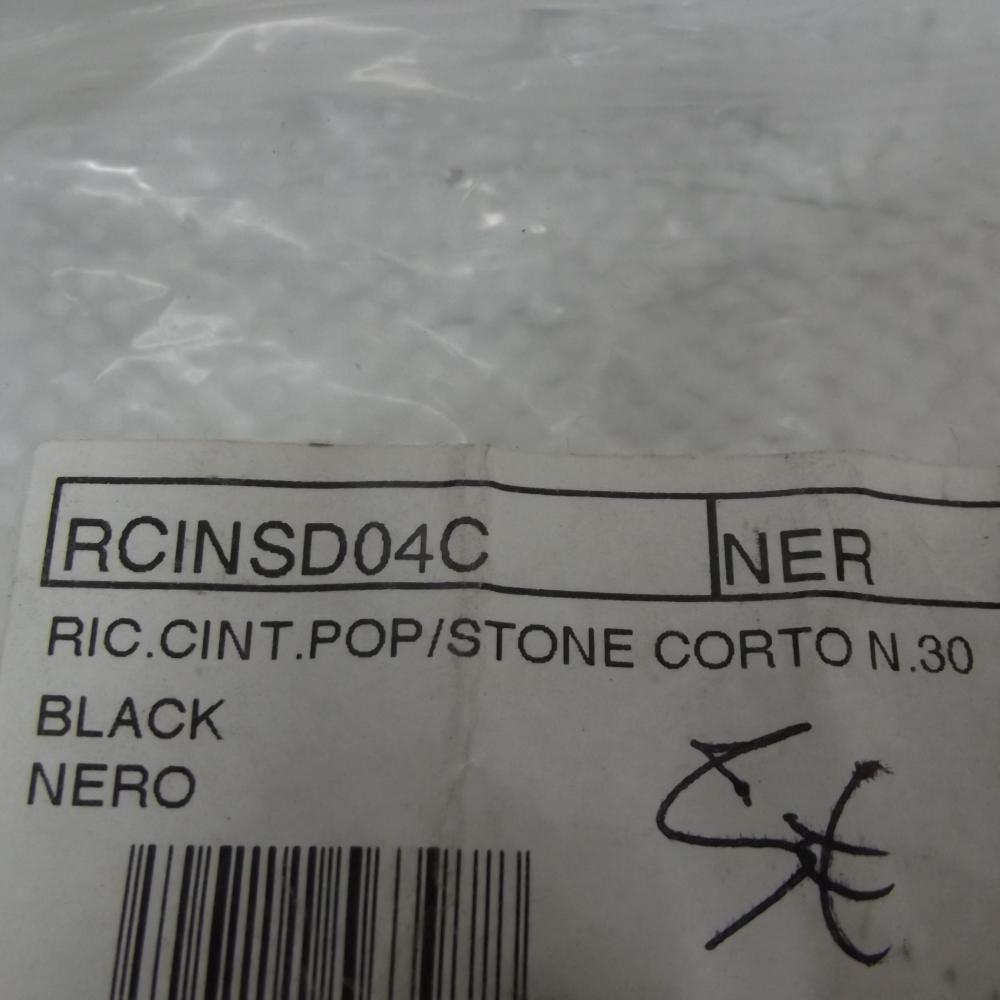 RCINSD04C NER
RIC.CINT.POP/STONE CORTO N.30
BLACK
NERO